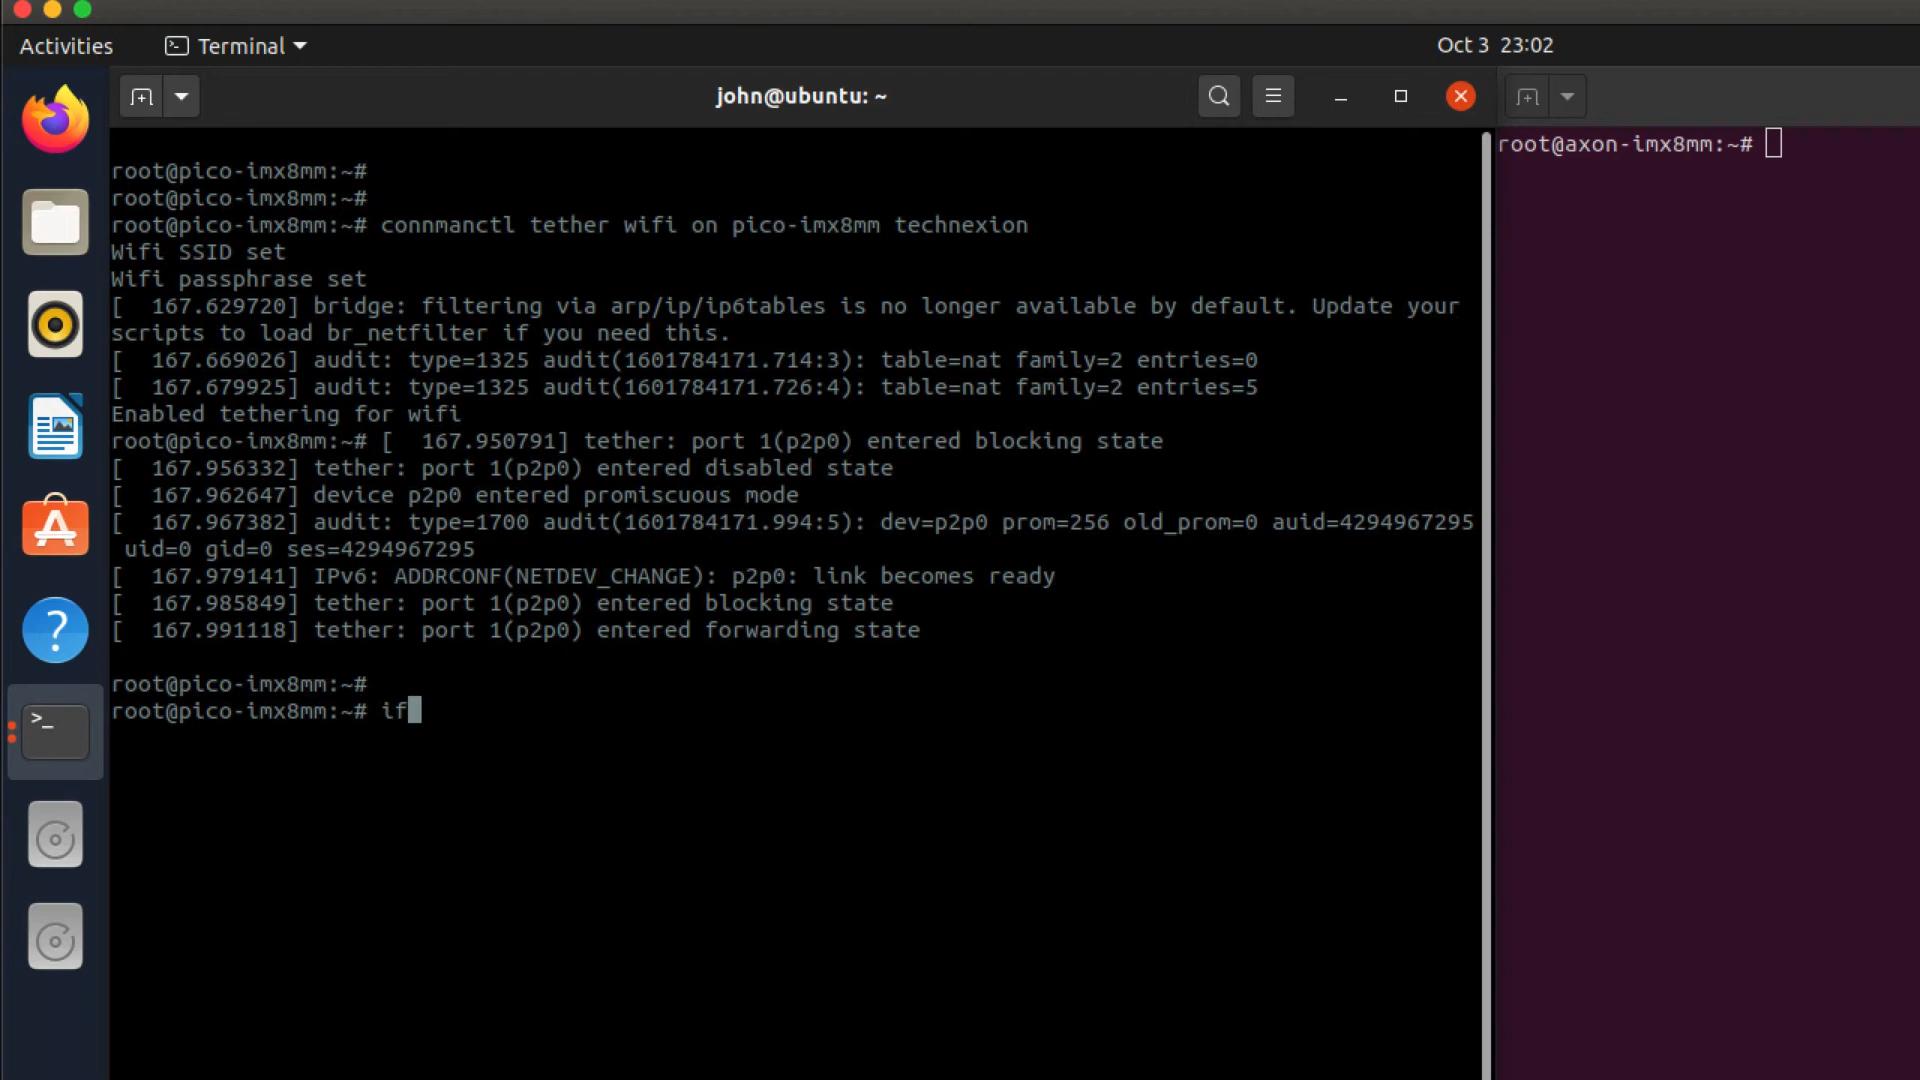 Activities
Terminal
Oct 3 23:02
john@ubuntu: ~
root@pico-imx8mm:~#
root@pico-imx8mm:~#
root@pico-imx8mm:~# connmanctl tether wifi on pico-imx8mm technexion
Wifi SSID set
Wifi passphrase set
[  167.629720] bridge: filtering via arp/ip/ip6tables is no longer available by default. Update your
scripts to load br_netfilter if you need this.
[  167.669026] audit: type=1325 audit(1601784171.714:3): table=nat family=2 entries=0
[  167.679925] audit: type=1325 audit(1601784171.726:4): table=nat family=2 entries=5
Enabled tethering for wifi
root@pico-imx8mm:~# [  167.950791] tether: port 1(p2p0) entered blocking state
[  167.956332] tether: port 1(p2p0) entered disabled state
[  167.962647] device p2p0 entered promiscuous mode
[  167.967382] audit: type=1700 audit(1601784171.994:5): dev=p2p0 prom=256 old_prom=0 auid=4294967295
uid=0 gid=0 ses=4294967295
[  167.979141] IPv6: ADDRCONF(NETDEV_CHANGE): p2p0: link becomes ready
[  167.985849] tether: port 1(p2p0) entered blocking state
[  167.991118] tether: port 1(p2p0) entered forwarding state
root@pico-imx8mm:~#
root@pico-imx8mm:~# if
root@axon-imx8mm:~#